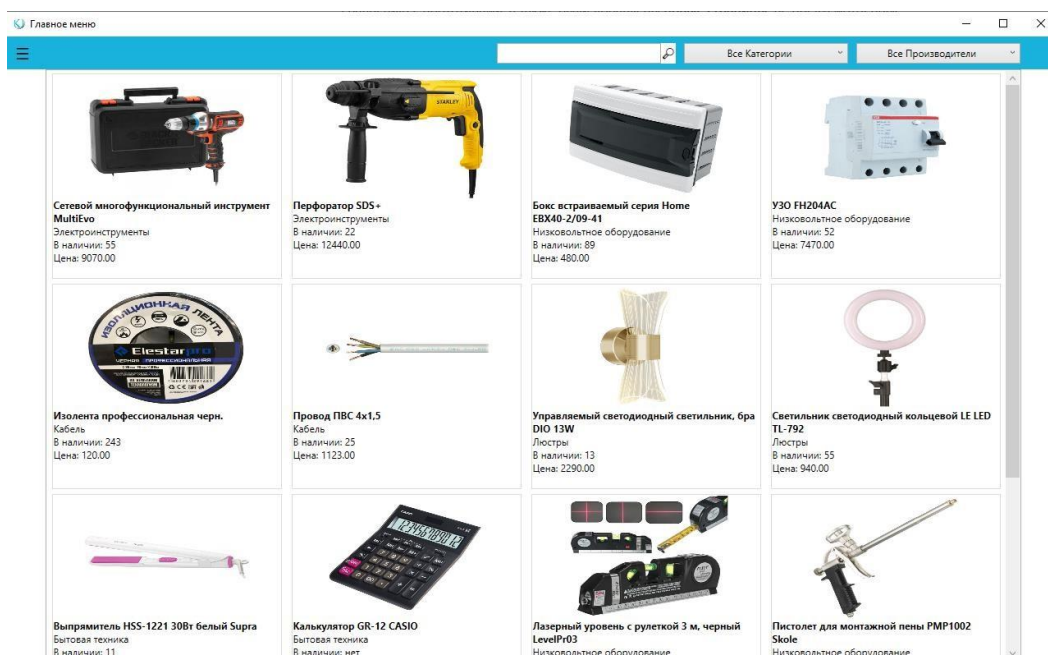 Главное меню
Все Категории
Все Производители
STANLEY
Сетевой многофункциональный инструмент
MultiEvo
Электроинструменты
В наличии: 55
Цена: 9070.00
Перфоратор SDS+
Электроинструменты
В наличии: 22
Цена: 12440.00
Бокс встраиваемый серия Home
EBX40-2/09-41
Низковольтное оборудование
В наличии: 89
Цена: 480.00
УЗО FH204AC
Низковольтное оборудование
В наличии: 52
Цена: 7470.00
ИЗОЛЯЦИОННАЯ ЛЕНТА
Elestarpro
ЧЕРНАЯ ПРОФЕССИОНАЛЬНАЯ
Изолента профессиональная черн.
Кабель
В наличии: 243
Цена: 120.00
Провод ПВС 4х1,5
Кабель
В наличии: 25
Цена: 1123.00
Управляемый светодиодный светильник, бра
DIO 13W
Люстры
В наличии: 13
Цена: 2290.00
Светильник светодиодный кольцевой LE LED
TL-792
Люстры
В наличии: 55
Цена: 940.00
Выпрямитель HSS-1221 30Вт белый Supra
Бытовая техника
В наличии: 11
Калькулятор GR-12 CASIO
Бытовая техника
В наличии: нет
Лазерный уровень с рулеткой 3 м, черный
LevelPr03
Низковольтное оборудование
Пистолет для монтажной пены PMP1002
Skole
Низковольтное оборудование